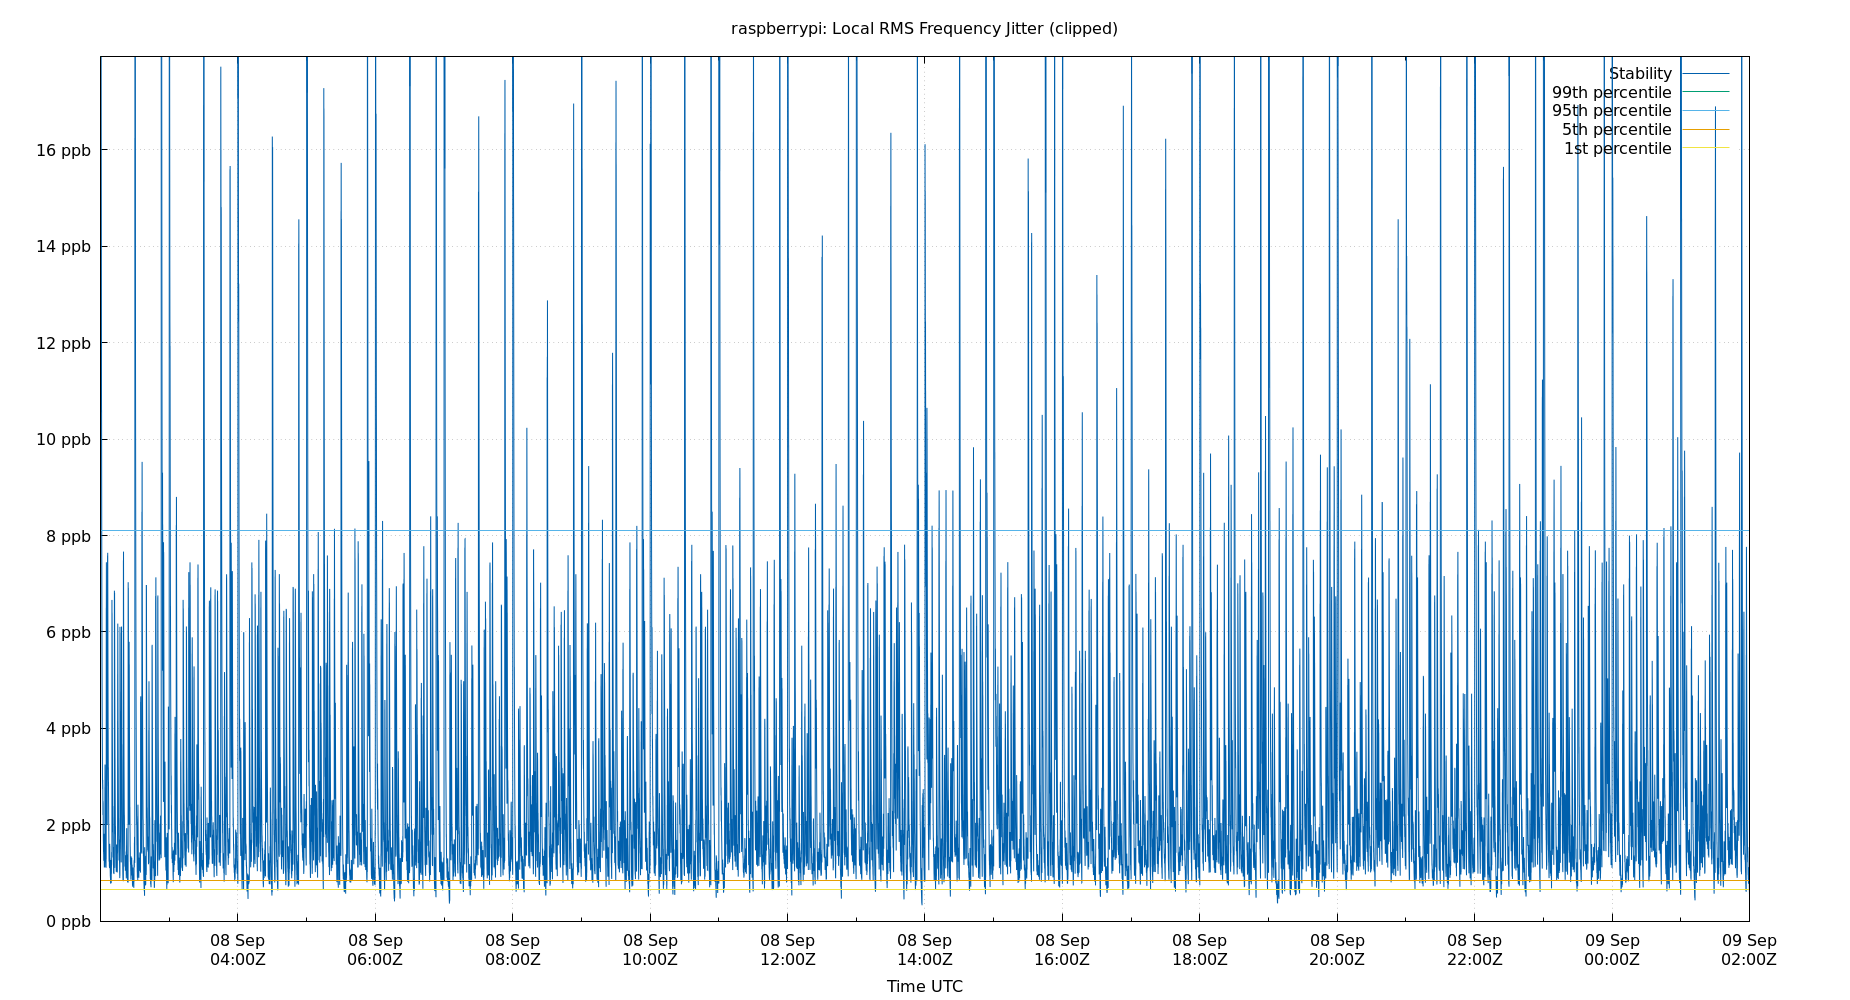 raspberrypi: Local RMS Frequency Jitter (clipped)
Stability
99th percentile
95th percentile
5th percentile
1st percentile
16 ppb
14 ppb
12 ppb
10 ppb
8 ppb
6 ppb
4 ppb
2 ppb
0 ppb
08 Sep 08 Sep 08 Sep 08 Sep 08 Sep 08 Sep 08 Sep 08 Sep 08 Sep 08 Sep 09 Sep 09 Sep
04:00Z 06:00Z 08:00Z 10:00Z 12:00Z 14:00Z 16:00Z 18:00Z 20:00Z 22:00Z 00:00Z 02:00Z
Time UTC